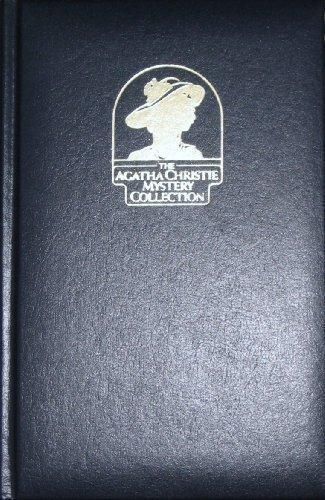 THE
AGATHA CHRISTIE
MYSTERY
COLLECTION